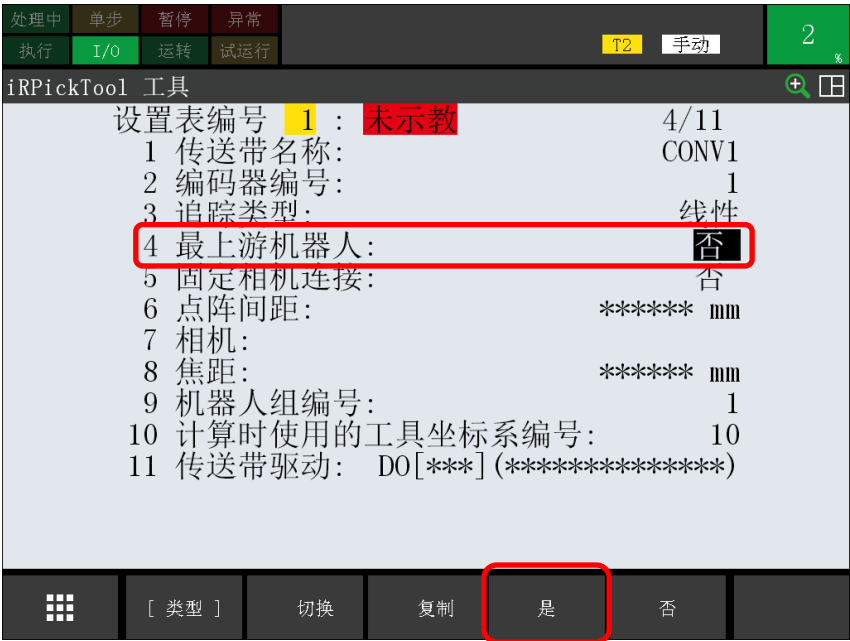 处理中 单步 暂停 异常
执行 I/O 运转 试运行 T2 手动 2 %
iRPickTool 工具
设置表编号 1 : 未示教 4/11
1 传送带名称: CONV1
2 编码器编号: 1
3 追踪类型: 线性
4 最上游机器人: 否
5 固定相机连接: 否
6 点阵间距: ****** mm
7 相机:
8 焦距: ****** mm
9 机器人组编号: 1
10 计算时使用的工具坐标系编号: 10
11 传送带驱动: DO[***](**************)
[ 类型 ] 切换 复制 是 否